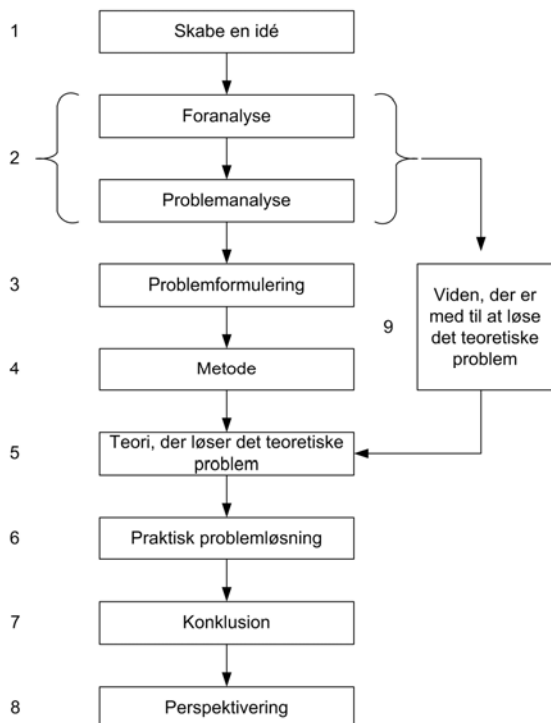 1
Skabe en idé
Foranalyse
2
Problemanalyse
3
Problemformulering
9
Viden, der er
med til at løse
det teoretiske
problem
4
Metode
5
Teori, der løser det teoretiske
problem
6
Praktisk problemløsning
7
Konklusion
8
Perspektivering